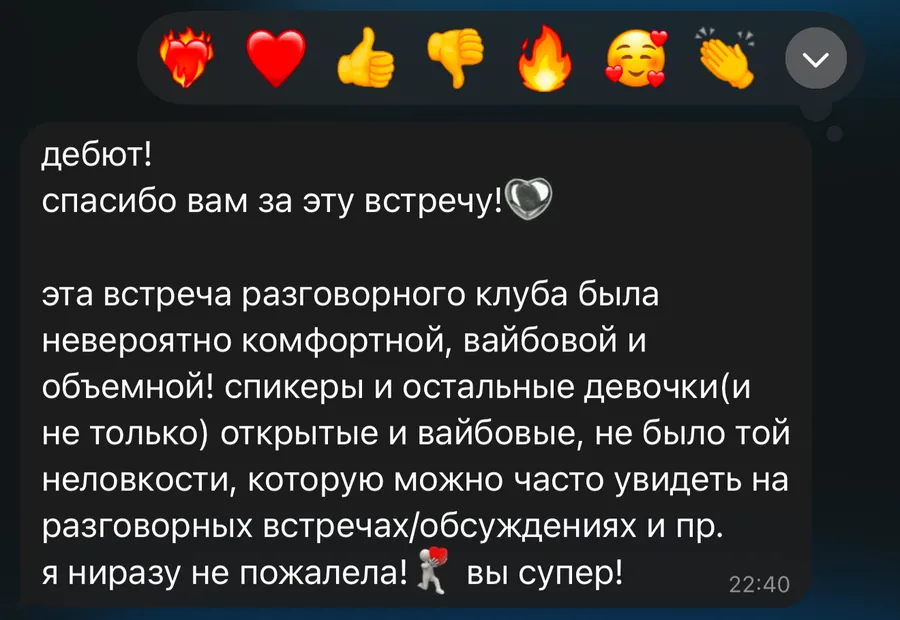 дебют!
спасибо вам за эту встречу!
эта встреча разговорного клуба была
невероятно комфортной, вайбовой и
объемной! спикеры и остальные девочки(и
не только) открытые и вайбовые, не было той
неловкости, которую можно часто увидеть на
разговорных встречах/обсуждениях и пр.
я ниразу не пожалела! вы супер!
22:40